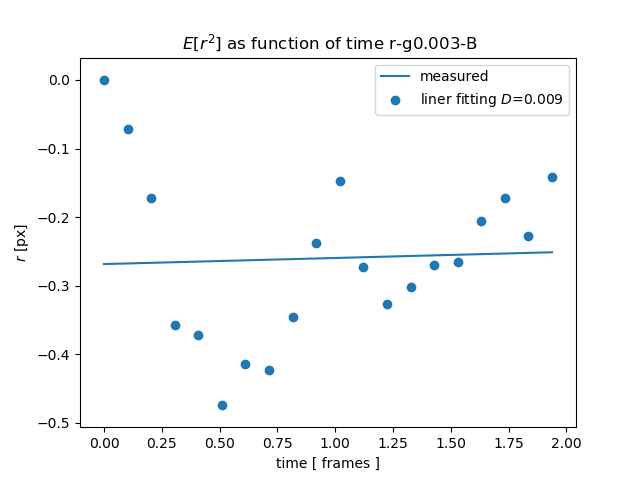 E[r²] as function of time r-g0.003-B
measured
liner fitting D=0.009
r [px]
0.0
−0.1
−0.2
−0.3
−0.4
−0.5
0.00 0.25 0.50 0.75 1.00 1.25 1.50 1.75 2.00
time [ frames ]